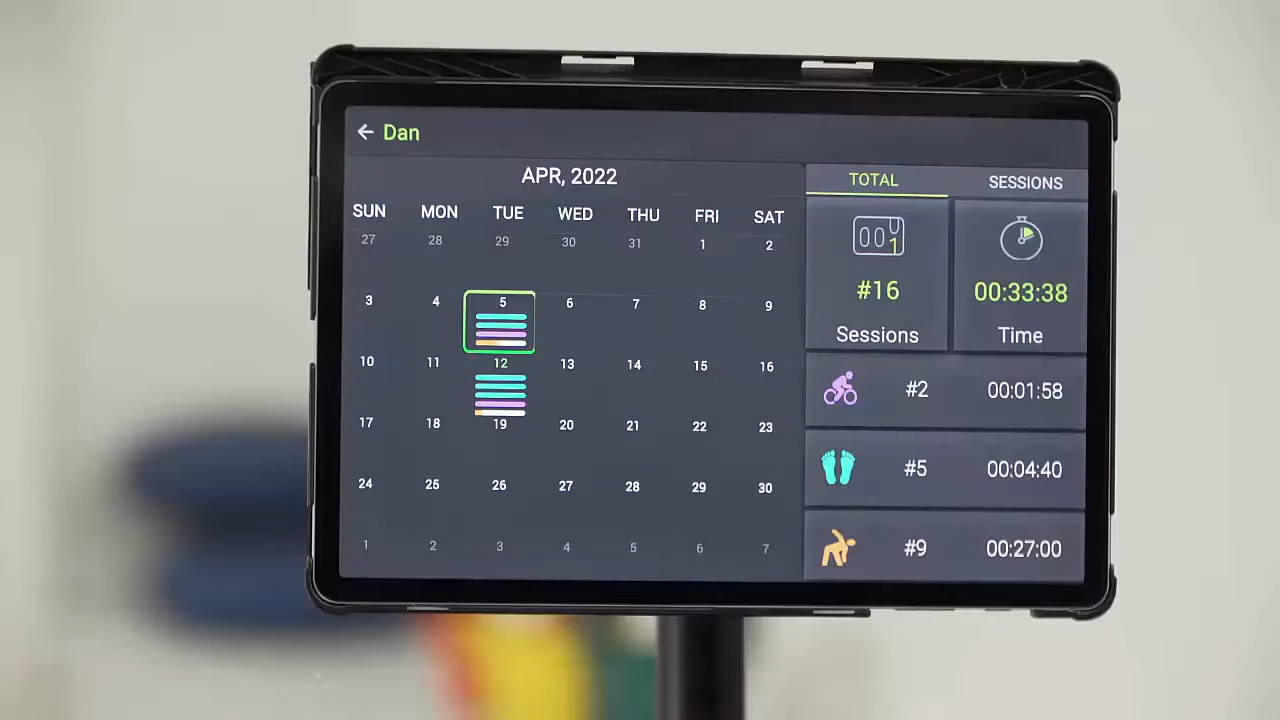 Dan
APR, 2022
SUN MON TUE WED THU FRI SAT
27 28 29 30 31 1 2
3 4 5 6 7 8 9
10 11 12 13 14 15 16
17 18 19 20 21 22 23
24 25 26 27 28 29 30
1 2 3 4 5 6 7
TOTAL SESSIONS
000 1
#16 00:33:38
Sessions Time
#2 00:01:58
#5 00:04:40
#9 00:27:00